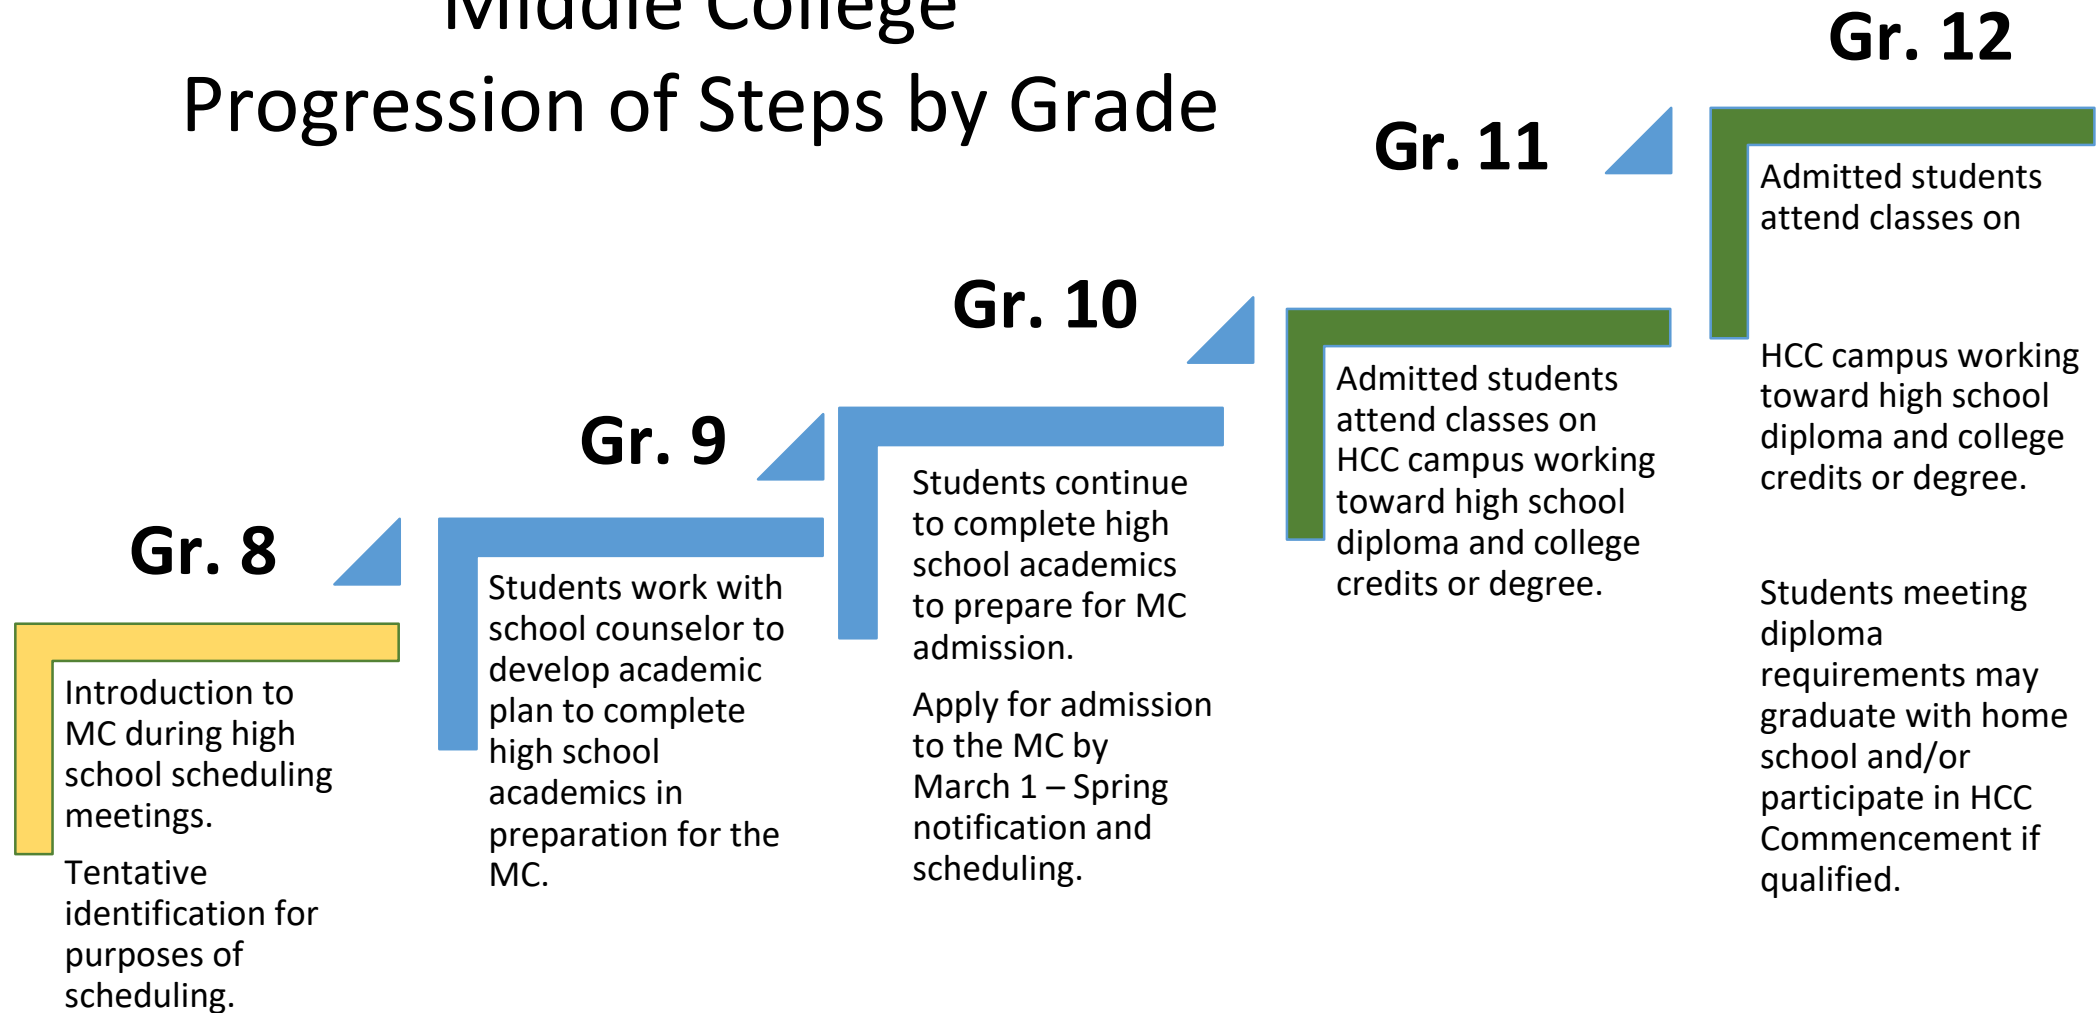 Middle College
Progression of Steps by Grade
Gr. 8
Introduction to
MC during high
school scheduling
meetings.
Tentative
identification for
purposes of
scheduling.
Gr. 9
Students work with
school counselor to
develop academic
plan to complete
high school
academics in
preparation for the
MC.
Gr. 10
Students continue
to complete high
school academics
to prepare for MC
admission.
Apply for admission
to the MC by
March 1 – Spring
notification and
scheduling.
Gr. 11
Admitted students
attend classes on
HCC campus working
toward high school
diploma and college
credits or degree.
Gr. 12
Admitted students
attend classes on
HCC campus working
toward high school
diploma and college
credits or degree.
Students meeting
diploma
requirements may
graduate with home
school and/or
participate in HCC
Commencement if
qualified.